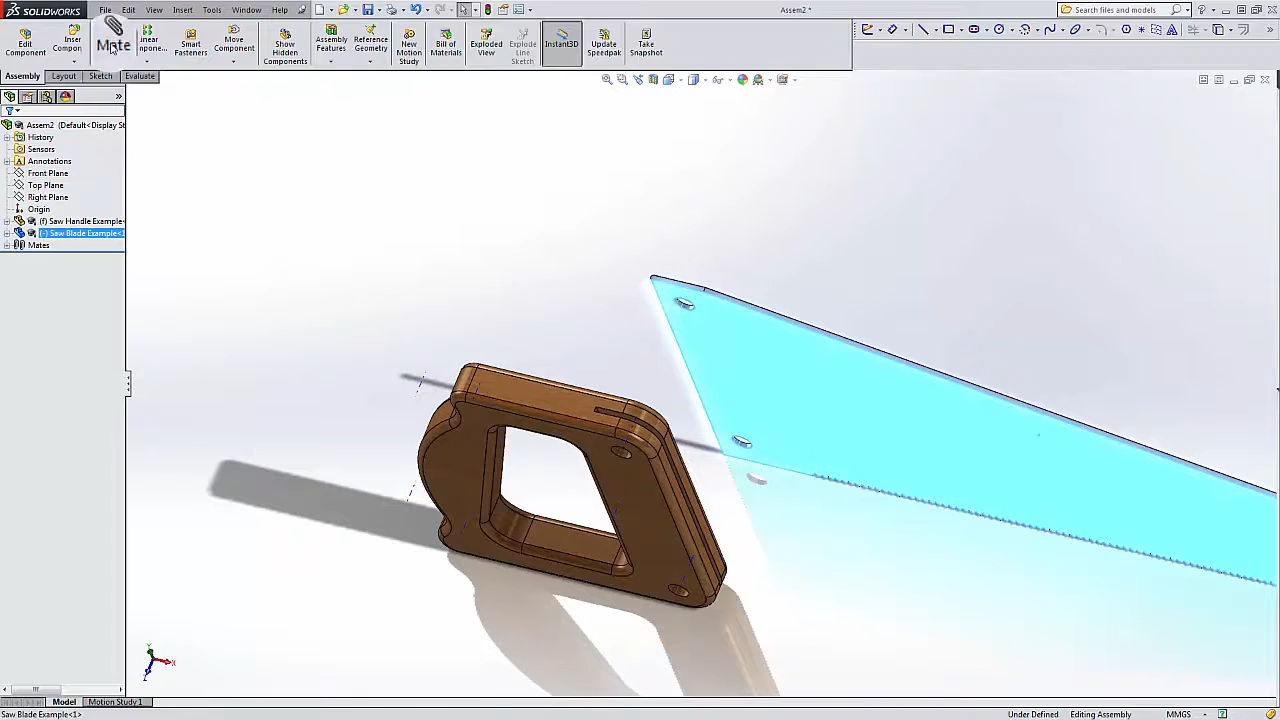 SOLIDWORKS File Edit View Insert Tools Window Help Assem2 * Search files and models
Edit Component
Insert Compon
Mate
Linear Compone...
Smart Fasteners
Move Component
Show Hidden Components
Assembly Features
Reference Geometry
New Motion Study
Bill of Materials
Exploded View
Explode Line Sketch
Instant3D
Update Speedpak
Take Snapshot
Assembly Layout Sketch Evaluate
Assem2 (Default<Display St
History
Sensors
Annotations
Front Plane
Top Plane
Right Plane
Origin
(f) Saw Handle Example<
(-) Saw Blade Example<1
Mates
Model Motion Study 1
Saw Blade Example<1> Under Defined Editing Assembly MMGS